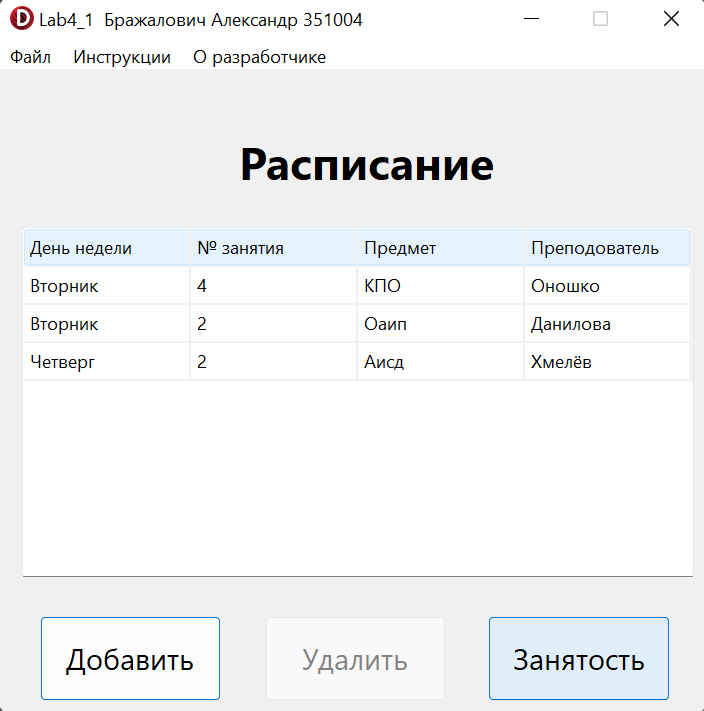 Lab4_1 Бражалович Александр 351004
Файл Инструкции О разработчике
Расписание
День недели № занятия Предмет Преподователь
Вторник 4 КПО Оношко
Вторник 2 Оаип Данилова
Четверг 2 Аисд Хмелёв
Добавить Удалить Занятость